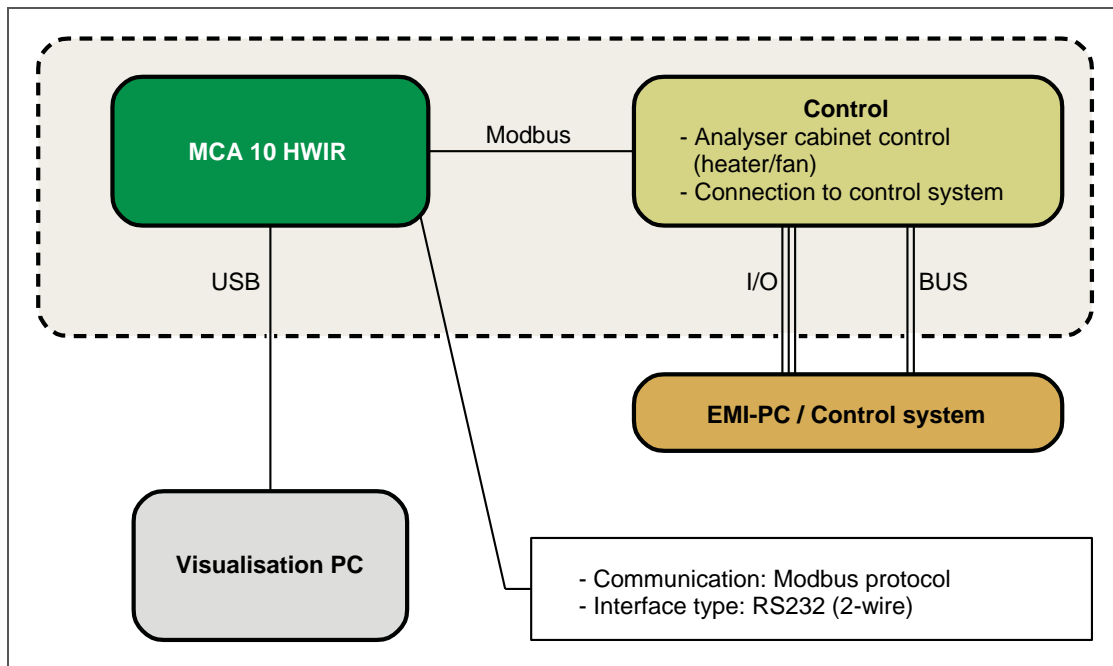 MCA 10 HWIR
Modbus
Control
- Analyser cabinet control
(heater/fan)
- Connection to control system
USB
I/O
BUS
EMI-PC / Control system
Visualisation PC
- Communication: Modbus protocol
- Interface type: RS232 (2-wire)